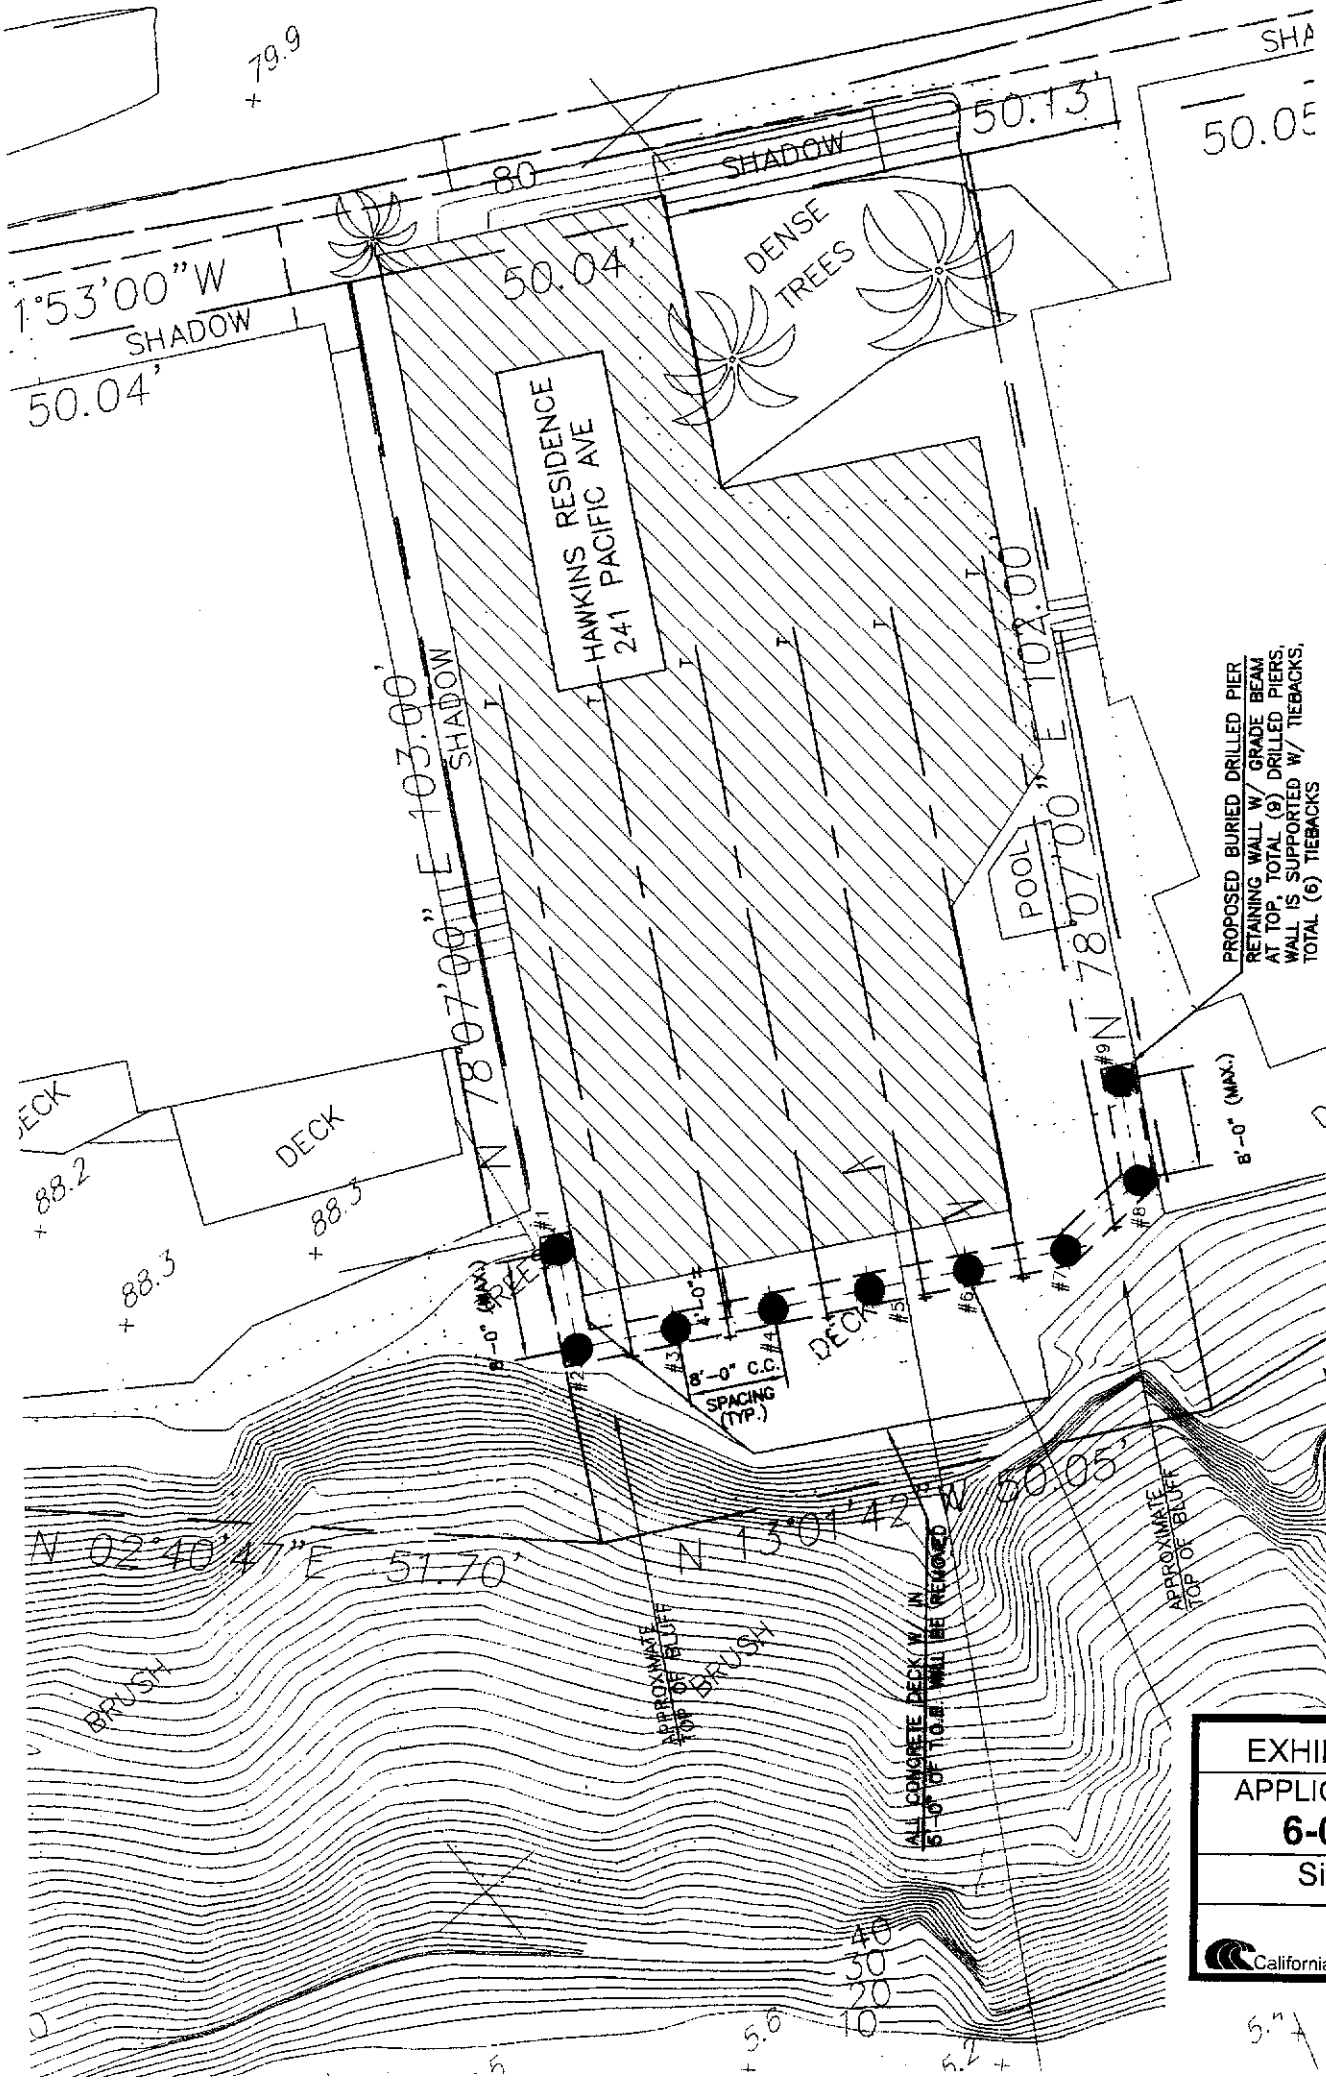 79.9
SHA
50.13'
50.05
SHADOW
80
1°53'00"W
SHADOW
50.04'
50.04'
DENSE
TREES
HAWKINS RESIDENCE
241 PACIFIC AVE
N 78°07'00" E 103.00'
SHADOW
T
T
T
T
T
T
N 78°07'00" E 102.00'
POOL
PROPOSED BURIED DRILLED PIER
RETAINING WALL W/ GRADE BEAM
AT TOP, TOTAL (9) DRILLED PIERS,
WALL IS SUPPORTED W/ TIEBACKS,
TOTAL (6) TIEBACKS
DECK
DECK
88.2
88.3
88.3
#1
#2
#3
#4
#5
#6
#7
#8
#9
8'-0" (MAX.)
8'-0" (MAX.)
4'-0"±
8'-0" C.C.
SPACING
(TYP.)
DECK
N 02°40'47"E 51.70'
N 13°01'42" W 50.05'
BRUSH
BRUSH
APPROXIMATE
TOP OF BLUFF
APPROXIMATE
TOP OF BLUFF
ALL CONCRETE DECK W/ IN
5'-0" OF T.O.B. WILL BE REMOVED
40
30
20
10
5.6
5.2
EXHI
APPLIC
6-0
Si
California